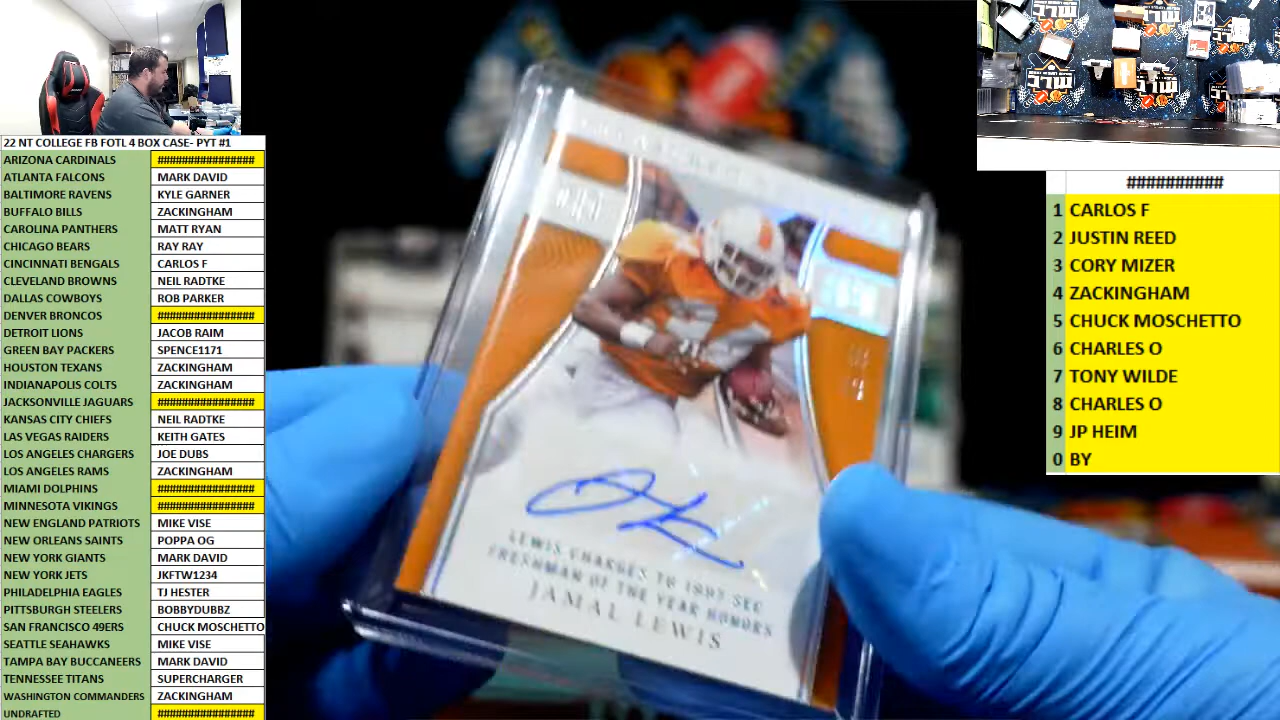 22 NT COLLEGE FB FOTL 4 BOX CASE- PYT #1
ARIZONA CARDINALS ################
ATLANTA FALCONS MARK DAVID
BALTIMORE RAVENS KYLE GARNER
BUFFALO BILLS ZACKINGHAM
CAROLINA PANTHERS MATT RYAN
CHICAGO BEARS RAY RAY
CINCINNATI BENGALS CARLOS F
CLEVELAND BROWNS NEIL RADTKE
DALLAS COWBOYS ROB PARKER
DENVER BRONCOS ################
DETROIT LIONS JACOB RAIM
GREEN BAY PACKERS SPENCE1171
HOUSTON TEXANS ZACKINGHAM
INDIANAPOLIS COLTS ZACKINGHAM
JACKSONVILLE JAGUARS ################
KANSAS CITY CHIEFS NEIL RADTKE
LAS VEGAS RAIDERS KEITH GATES
LOS ANGELES CHARGERS JOE DUBS
LOS ANGELES RAMS ZACKINGHAM
MIAMI DOLPHINS ################
MINNESOTA VIKINGS ################
NEW ENGLAND PATRIOTS MIKE VISE
NEW ORLEANS SAINTS POPPA OG
NEW YORK GIANTS MARK DAVID
NEW YORK JETS JKFTW1234
PHILADELPHIA EAGLES TJ HESTER
PITTSBURGH STEELERS BOBBYDUBBZ
SAN FRANCISCO 49ERS CHUCK MOSCHETTO
SEATTLE SEAHAWKS MIKE VISE
TAMPA BAY BUCCANEERS MARK DAVID
TENNESSEE TITANS SUPERCHARGER
WASHINGTON COMMANDERS ZACKINGHAM
UNDRAFTED ################
LEWIS CHARGES TO 1997 SEC
FRESHMAN OF THE YEAR HONORS
JAMAL LEWIS
##########
1 CARLOS F
2 JUSTIN REED
3 CORY MIZER
4 ZACKINGHAM
5 CHUCK MOSCHETTO
6 CHARLES O
7 TONY WILDE
8 CHARLES O
9 JP HEIM
0 BY